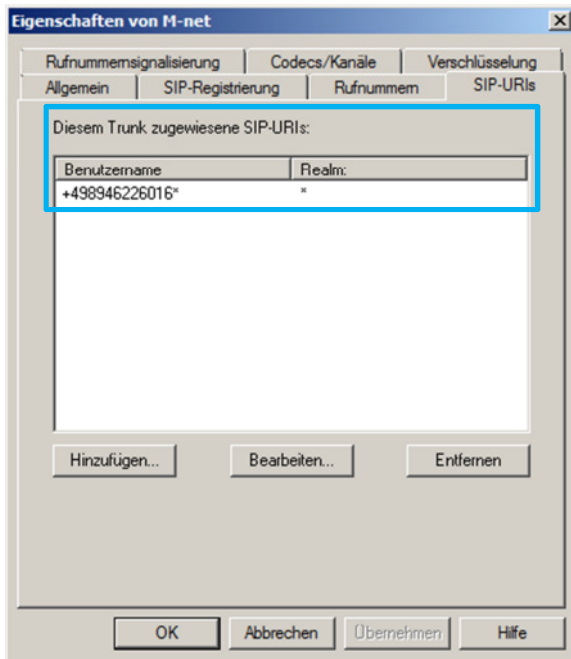 Eigenschaften von M-net
Rufnummernsignalisierung Codecs/Kanäle Verschlüsselung
Allgemein SIP-Registrierung Rufnummern SIP-URIs
Diesem Trunk zugewiesene SIP-URIs:
Benutzername Realm:
+498946226016* *
Hinzufügen... Bearbeiten... Entfernen
OK Abbrechen Übernehmen Hilfe